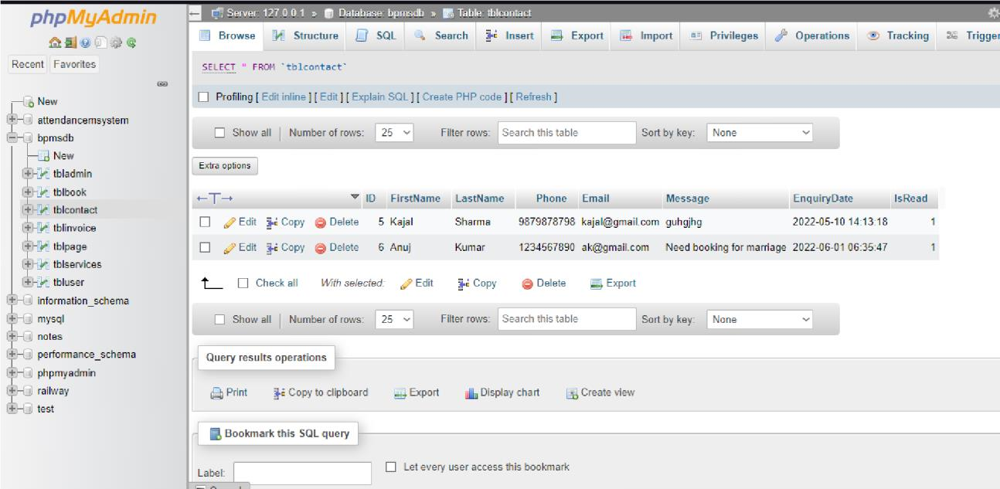 phpMyAdmin
Recent Favorites
New
attendancemsystem
bpmsdb
New
tbladmin
tblbook
tblcontact
tblinvoice
tblpage
tblservices
tbluser
information_schema
mysql
notes
performance_schema
phpmyadmin
railway
test
Server: 127.0.0.1 » Database: bpmsdb » Table: tblcontact
Browse Structure SQL Search Insert Export Import Privileges Operations Tracking Trigger
SELECT * FROM `tblcontact`
Profiling [ Edit inline ] [ Edit ] [ Explain SQL ] [ Create PHP code ] [ Refresh ]
Show all Number of rows: 25 Filter rows: Search this table Sort by key: None
Extra options
←T→ ID FirstName LastName Phone Email Message EnquiryDate IsRead
Edit Copy Delete 5 Kajal Sharma 9879878798 kajal@gmail.com guhgjhg 2022-05-10 14:13:18 1
Edit Copy Delete 6 Anuj Kumar 1234567890 ak@gmail.com Need booking for marriage 2022-06-01 06:35:47 1
Check all With selected: Edit Copy Delete Export
Show all Number of rows: 25 Filter rows: Search this table Sort by key: None
Query results operations
Print Copy to clipboard Export Display chart Create view
Bookmark this SQL query
Label: Let every user access this bookmark